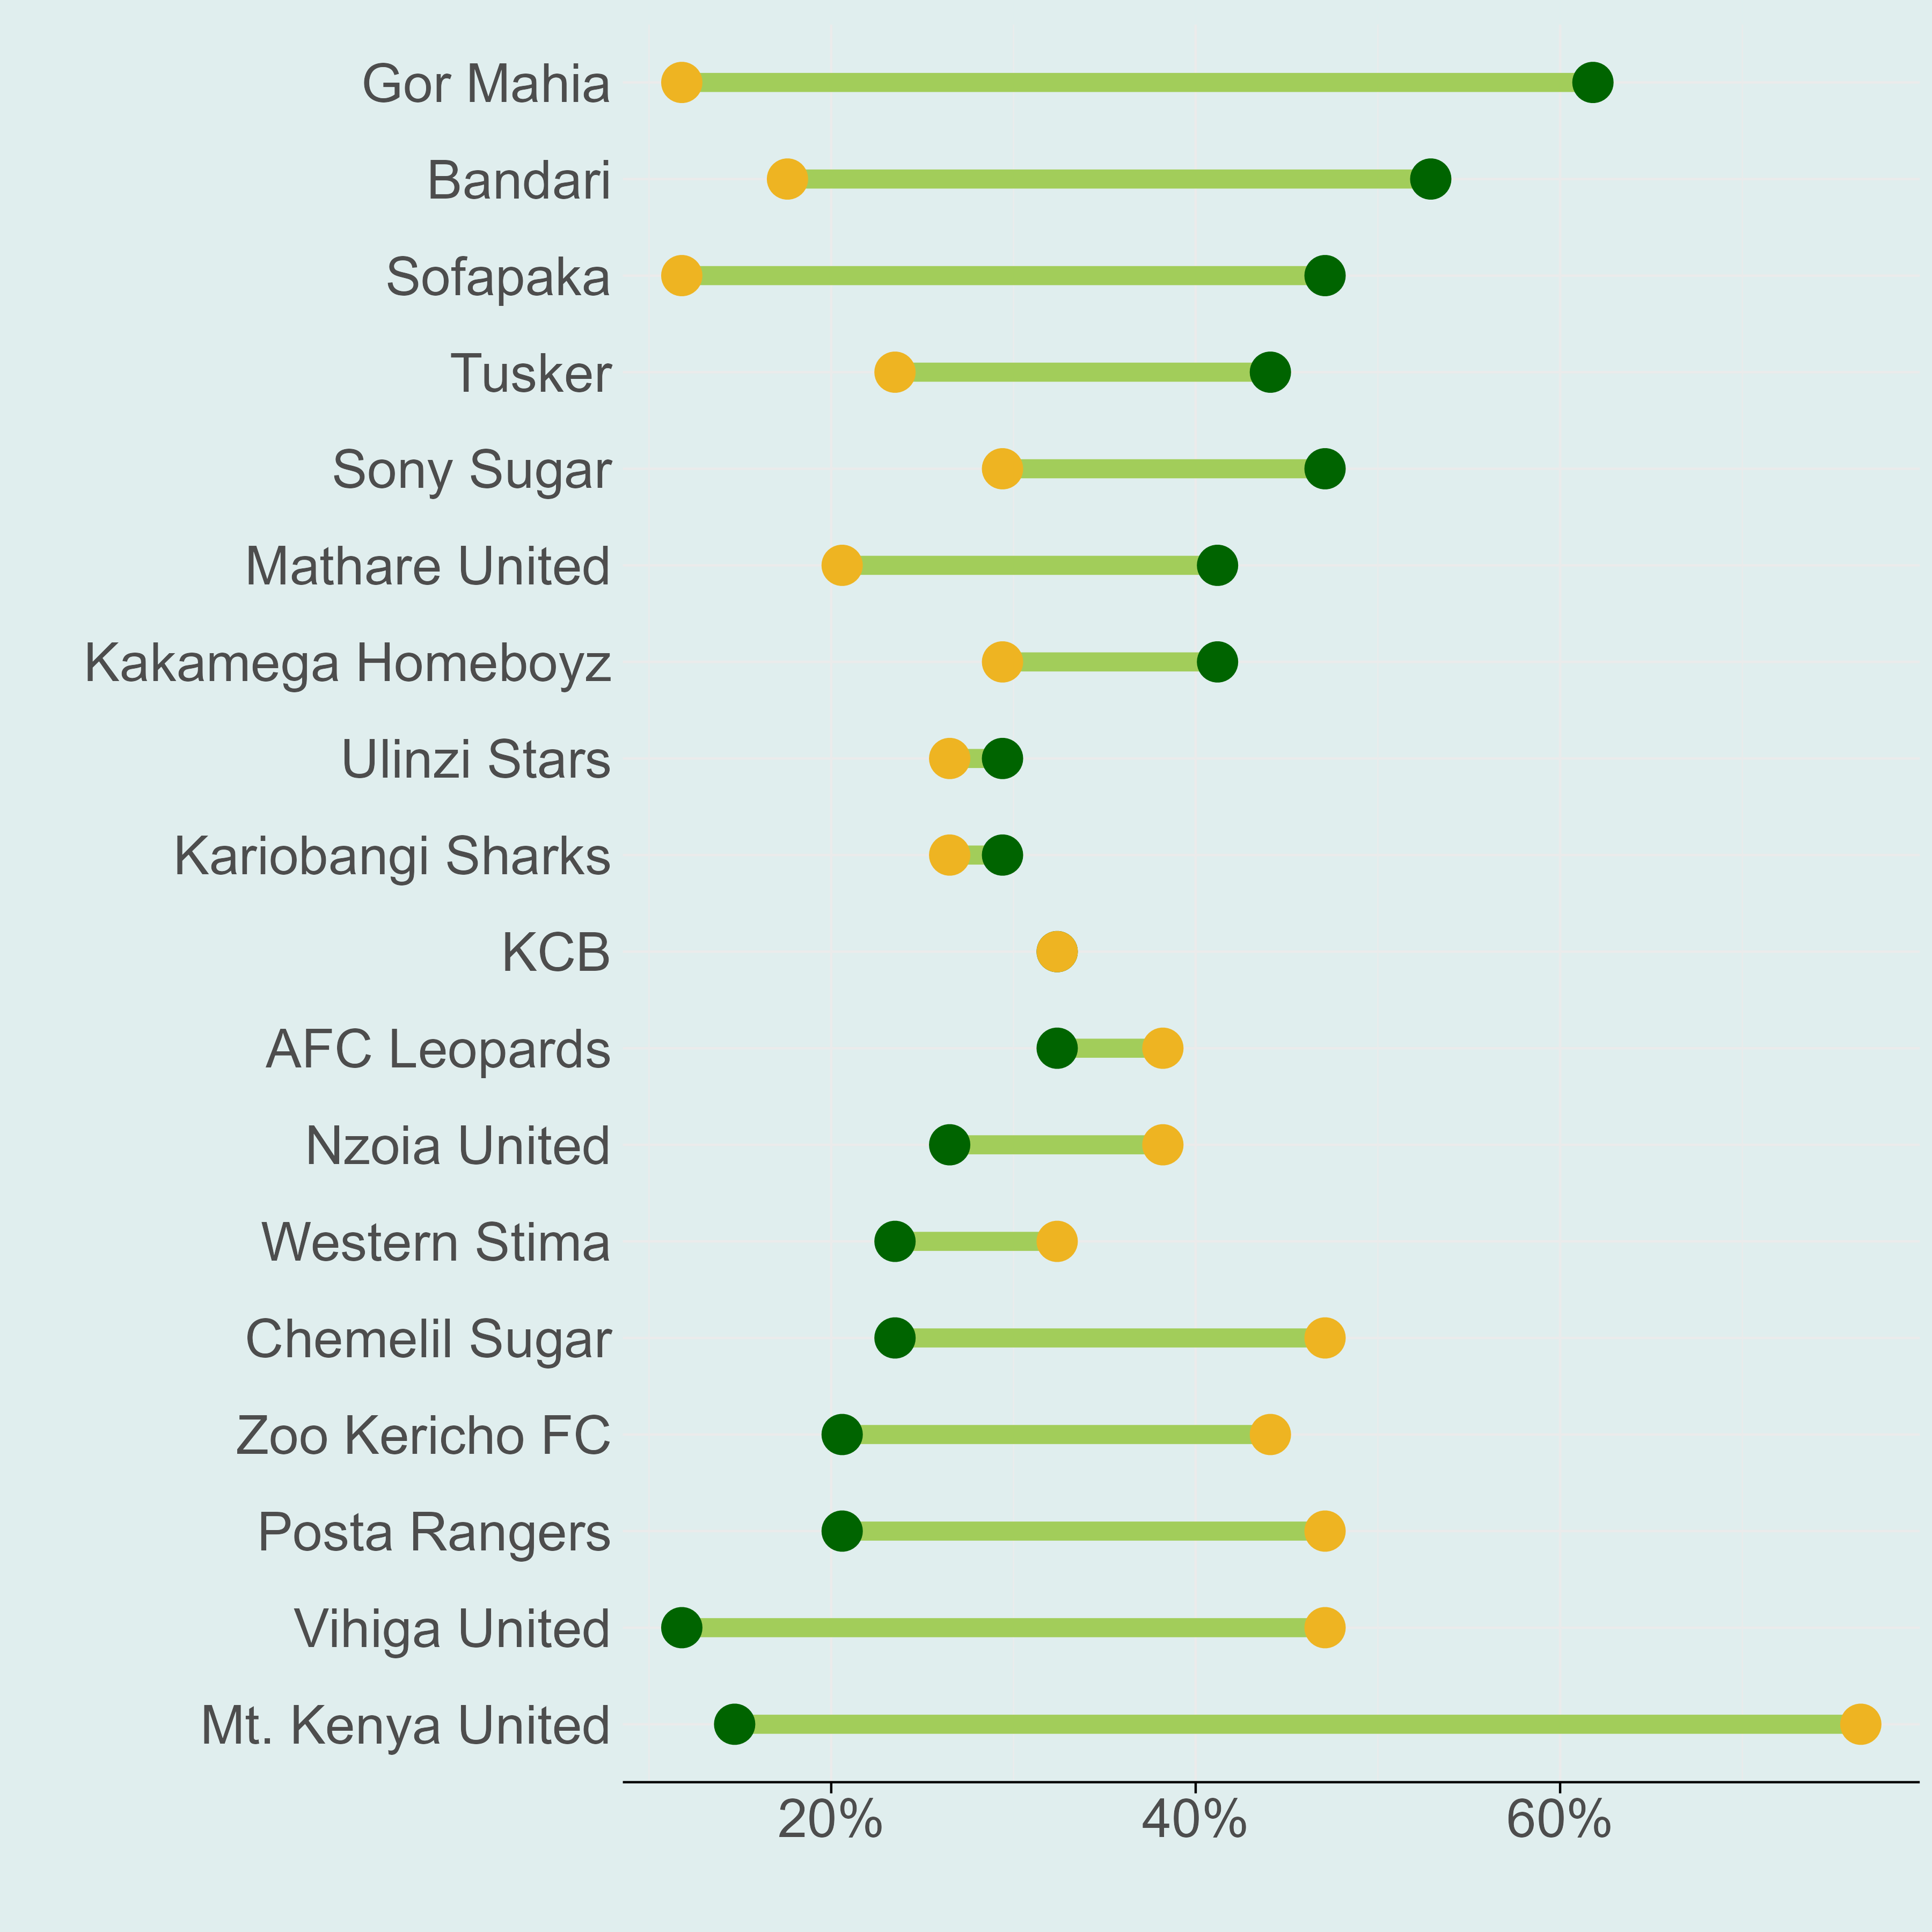 Gor Mahia
Bandari
Sofapaka
Tusker
Sony Sugar
Mathare United
Kakamega Homeboyz
Ulinzi Stars
Kariobangi Sharks
KCB
AFC Leopards
Nzoia United
Western Stima
Chemelil Sugar
Zoo Kericho FC
Posta Rangers
Vihiga United
Mt. Kenya United
20% 40% 60%